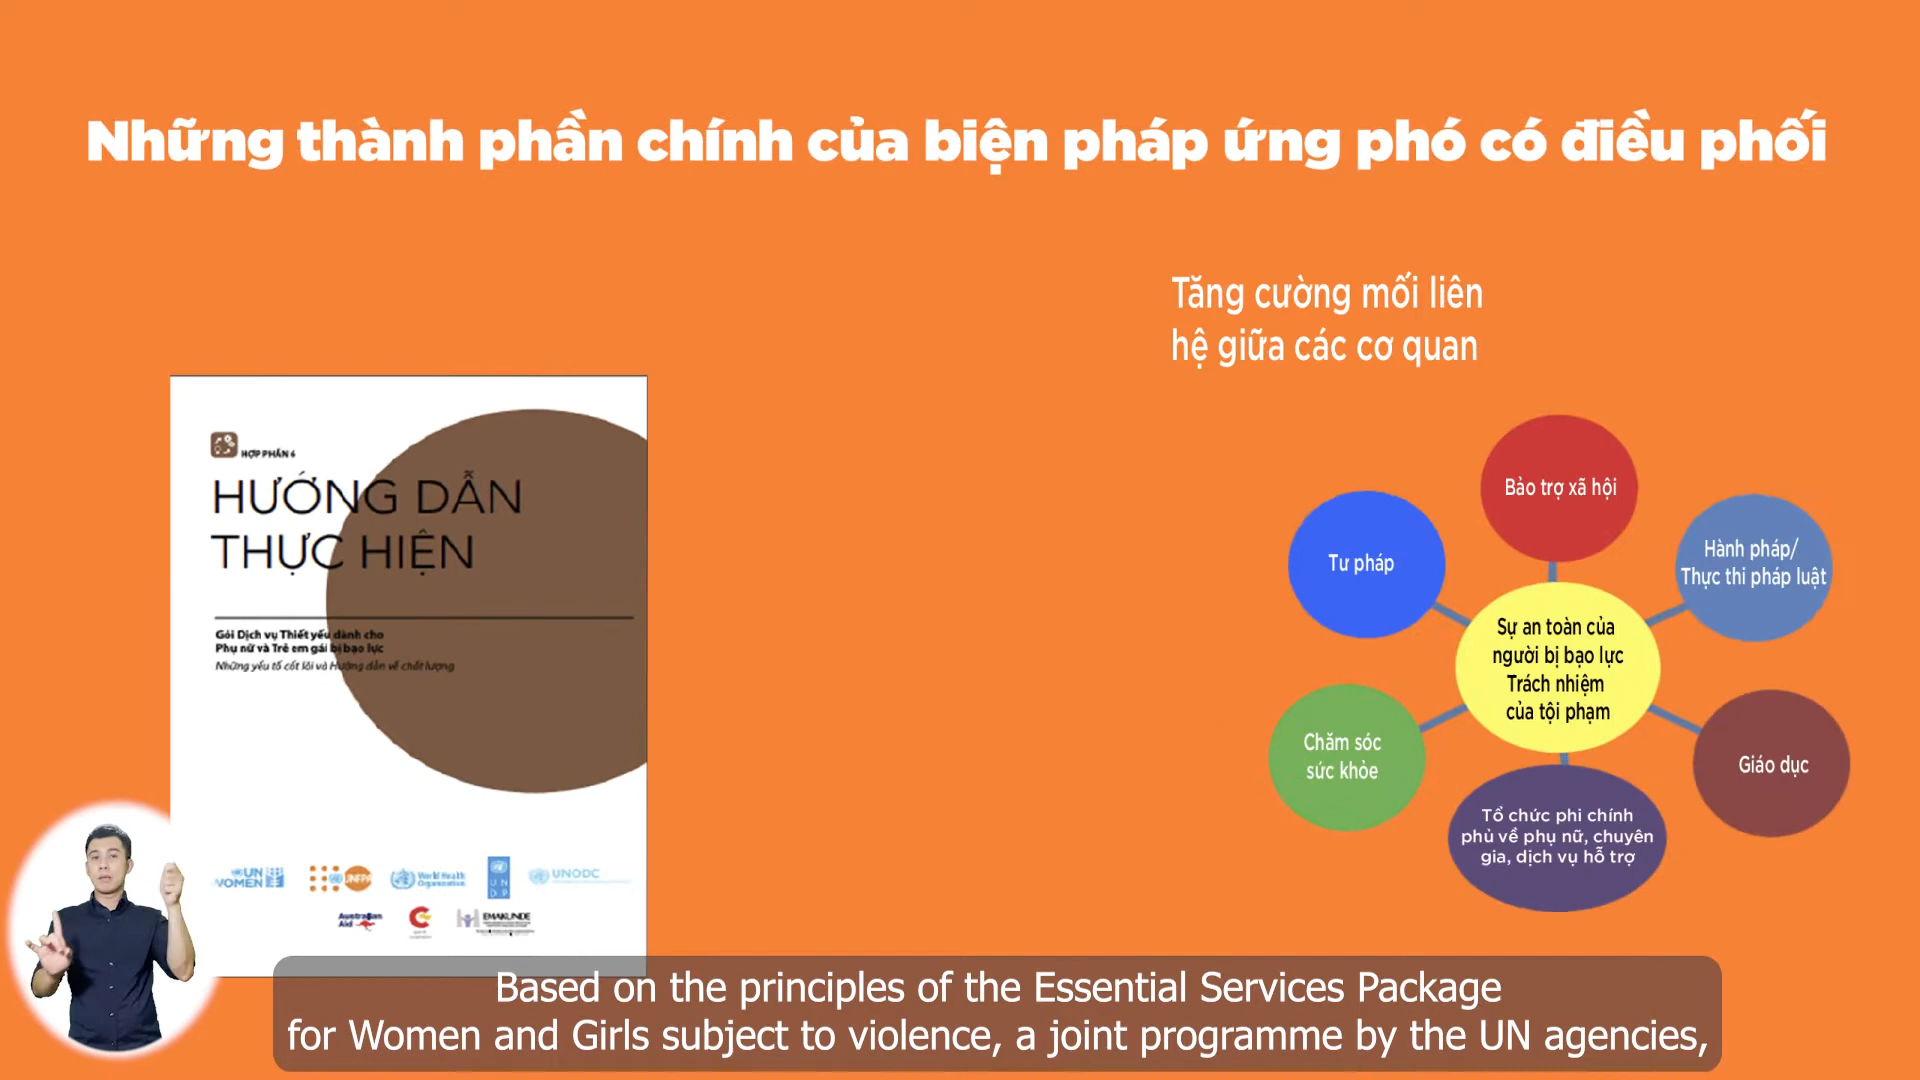 Những thành phần chính của biện pháp ứng phó có điều phối
Tăng cường mối liên
hệ giữa các cơ quan
HỢP PHẦN 6
HƯỚNG DẪN
THỰC HIỆN
Gói Dịch vụ Thiết yếu dành cho
Phụ nữ và Trẻ em gái bị bạo lực
Những yếu tố cốt lõi và Hướng dẫn về chất lượng
UN
WOMEN
UNFPA
World Health
Organization
U N
D P
UNODC
Australian
Aid
EMAKUNDE
Bảo trợ xã hội
Tư pháp
Hành pháp/
Thực thi pháp luật
Sự an toàn của
người bị bạo lực
Trách nhiệm
của tội phạm
Chăm sóc
sức khỏe
Giáo dục
Tổ chức phi chính
phủ về phụ nữ, chuyên
gia, dịch vụ hỗ trợ
Based on the principles of the Essential Services Package
for Women and Girls subject to violence, a joint programme by the UN agencies,